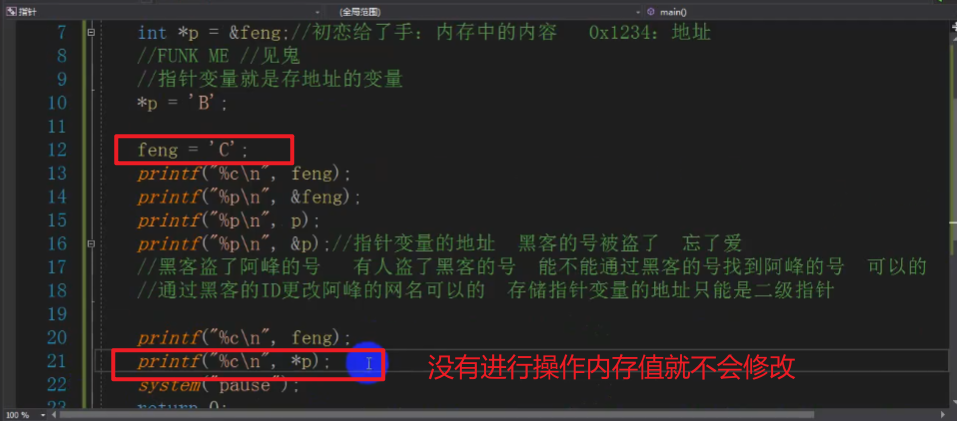 指针 (全局范围) main()
7 int *p = &feng;//初恋给了手: 内存中的内容 0x1234: 地址
8 //FUNK ME //见鬼
9 //指针变量就是存地址的变量
10 *p = 'B';
11
12 feng = 'C';
13 printf("%c\n", feng);
14 printf("%p\n", &feng);
15 printf("%p\n", p);
16 printf("%p\n", &p);//指针变量的地址 黑客的号被盗了 忘了爱
17 //黑客盗了阿峰的号 有人盗了黑客的号 能不能通过黑客的号找到阿峰的号 可以的
18 //通过黑客的ID更改阿峰的网名可以的 存储指针变量的地址只能是二级指针
19
20 printf("%c\n", feng);
21 printf("%c\n", *p); 没有进行操作内存值就不会修改
22 system("pause");
23 return 0;
100 %